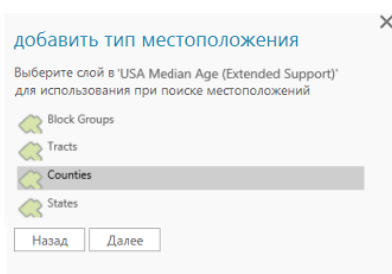 добавить тип местоположения
Выберите слой в 'USA Median Age (Extended Support)'
для использования при поиске местоположений
Block Groups
Tracts
Counties
States
Назад Далее